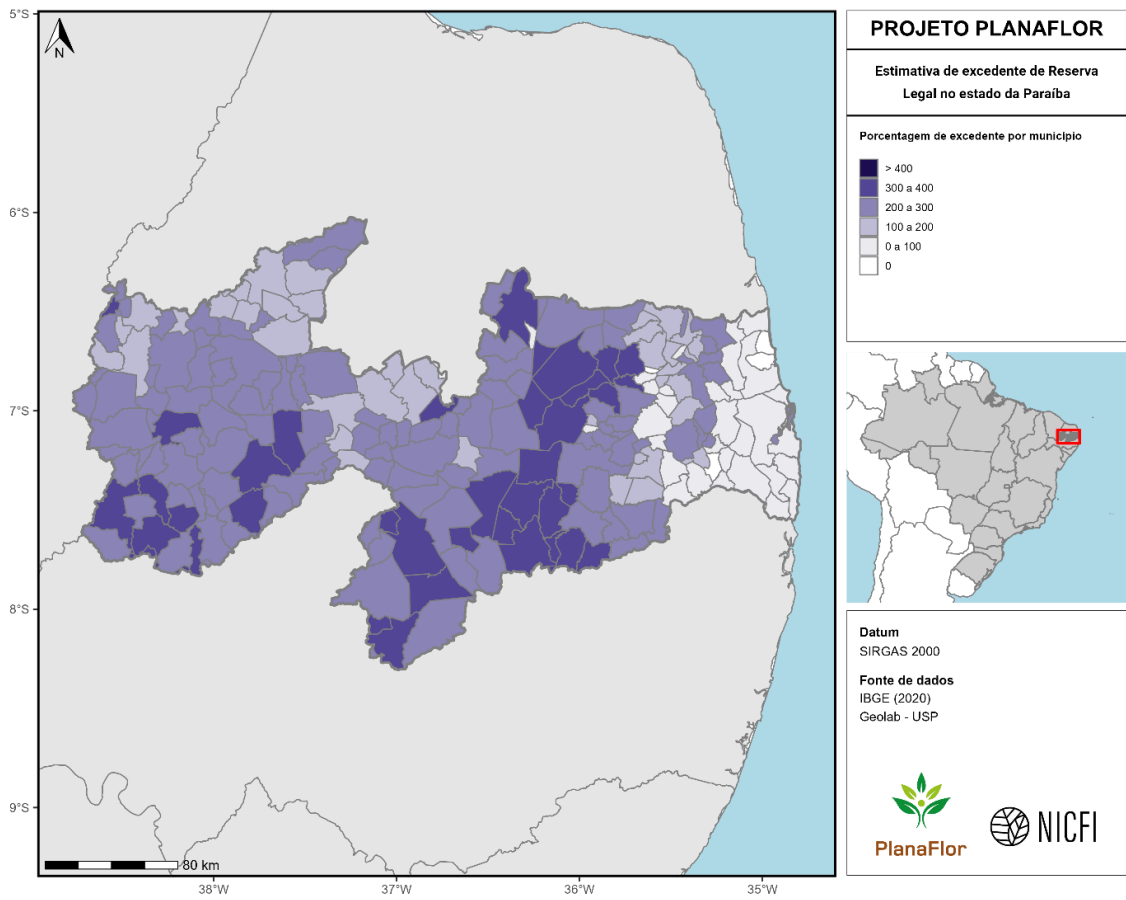 PROJETO PLANAFLOR
Estimativa de excedente de Reserva
Legal no estado da Paraíba
Porcentagem de excedente por município
> 400
300 a 400
200 a 300
100 a 200
0 a 100
0
Datum
SIRGAS 2000
Fonte de dados
IBGE (2020)
Geolab - USP
PlanaFlor
NICFI
N
5°S
6°S
7°S
8°S
9°S
80 km
38°W
37°W
36°W
35°W